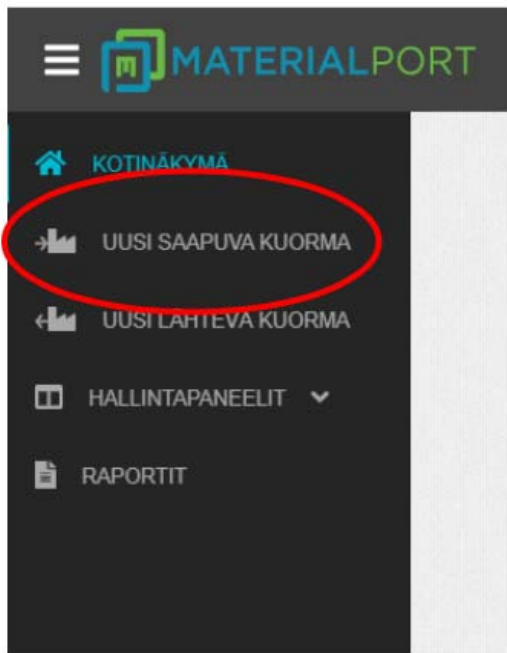 MATERIALPORT
KOTINÄKYMÄ
UUSI SAAPUVA KUORMA
UUSI LÄHTEVÄ KUORMA
HALLINTAPANEELIT
RAPORTIT